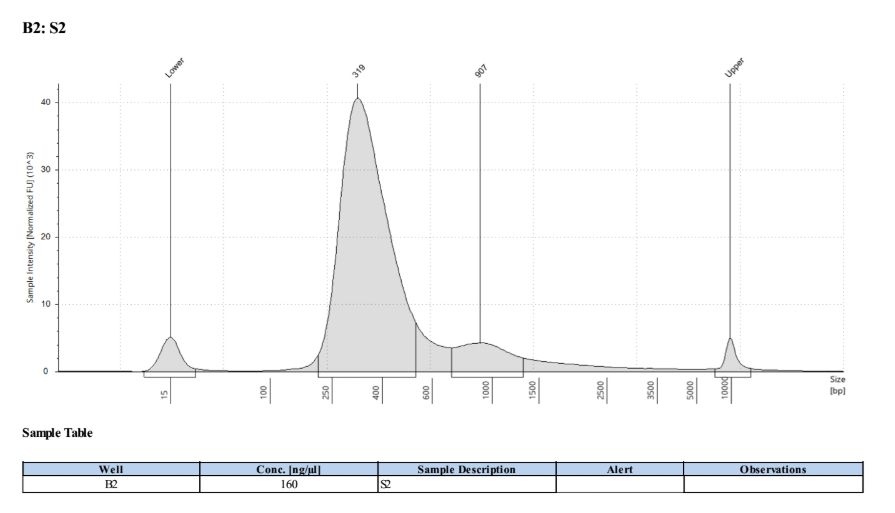 B2: S2
Lower
319
907
Upper
Sample Intensity [Normalized FU] (10^3)
40
30
20
10
0
15
100
250
400
600
1000
1500
2500
3500
5000
10000
Size
[bp]
Sample Table
Well Conc. [ng/µl] Sample Description Alert Observations
B2 160 S2